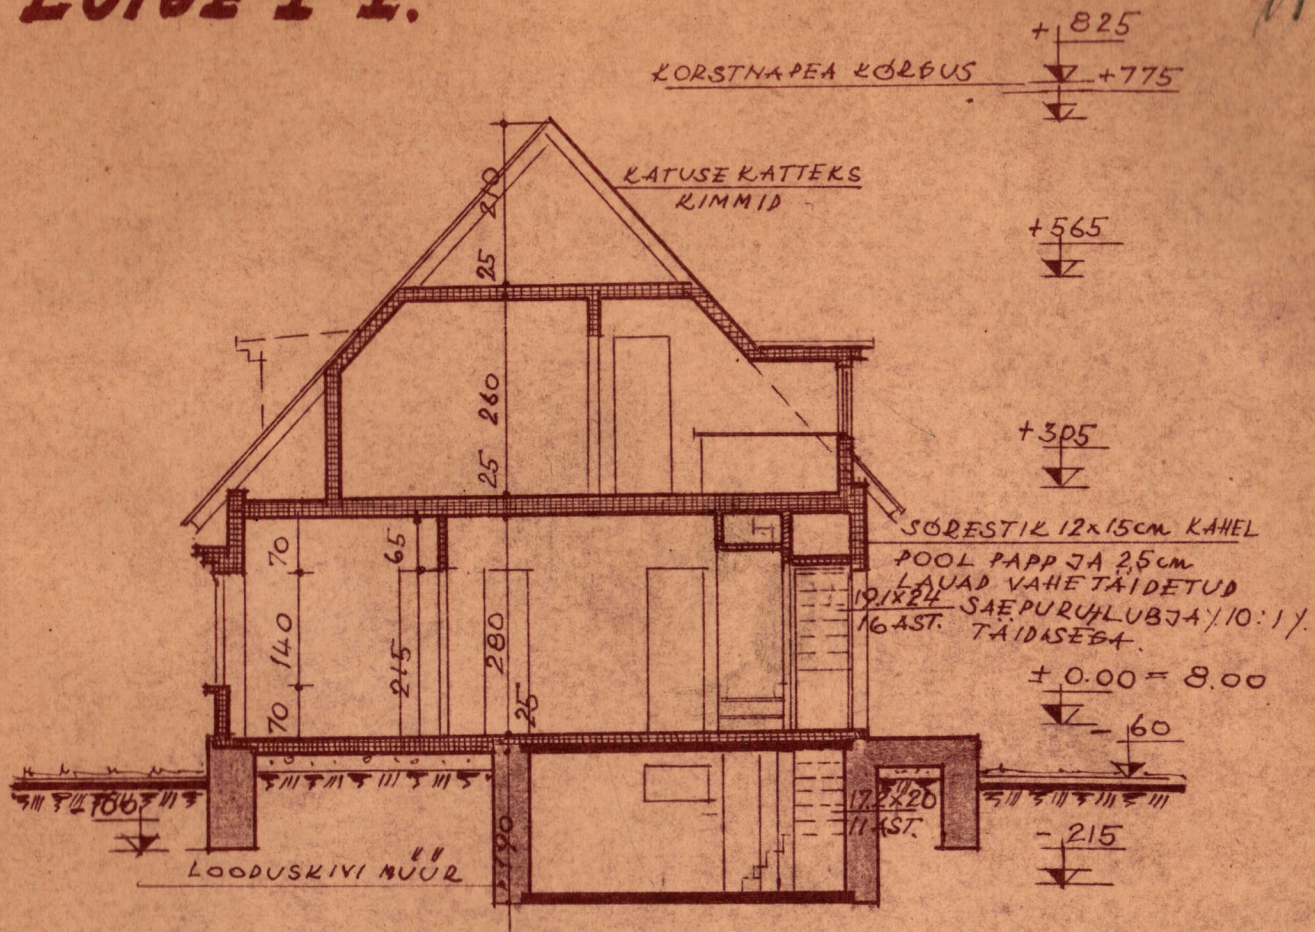 LÕIGE I-I.
+ 825
KORSTNAPEA KÕRGUS
+775
KATUSE KATTEKS
KIMMID
210
25
+565
260
25
+305
SÕRESTIK 12x15cm KAHEL
POOL PAPP JA 2,5cm
LAUAD VAHE TÄIDETUD
SAEPURU/LUBJA/.10:1/.
TÄIDISEGA.
19.1x24
16 AST.
70
65
140
215
280
25
70
± 0.00 = 8.00
- 60
-100
17.2x20
11 AST.
190
- 215
LOODUSKIVI MÜÜR